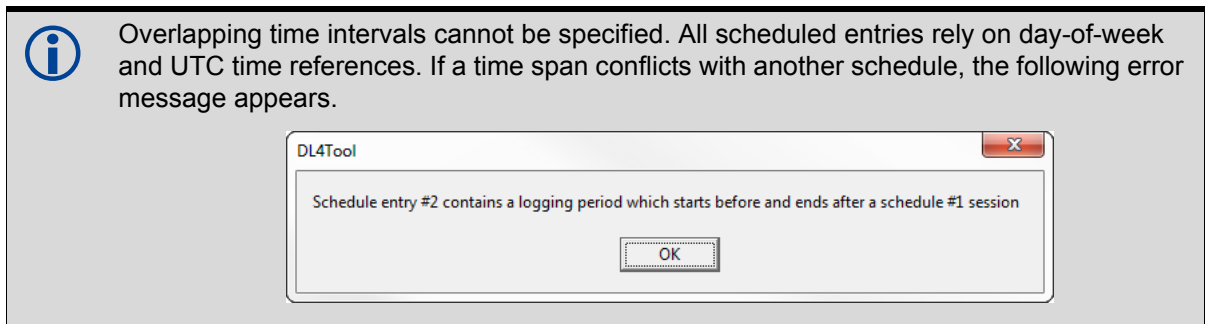 Overlapping time intervals cannot be specified. All scheduled entries rely on day-of-week
and UTC time references. If a time span conflicts with another schedule, the following error
message appears.
DL4Tool
Schedule entry #2 contains a logging period which starts before and ends after a schedule #1 session
OK